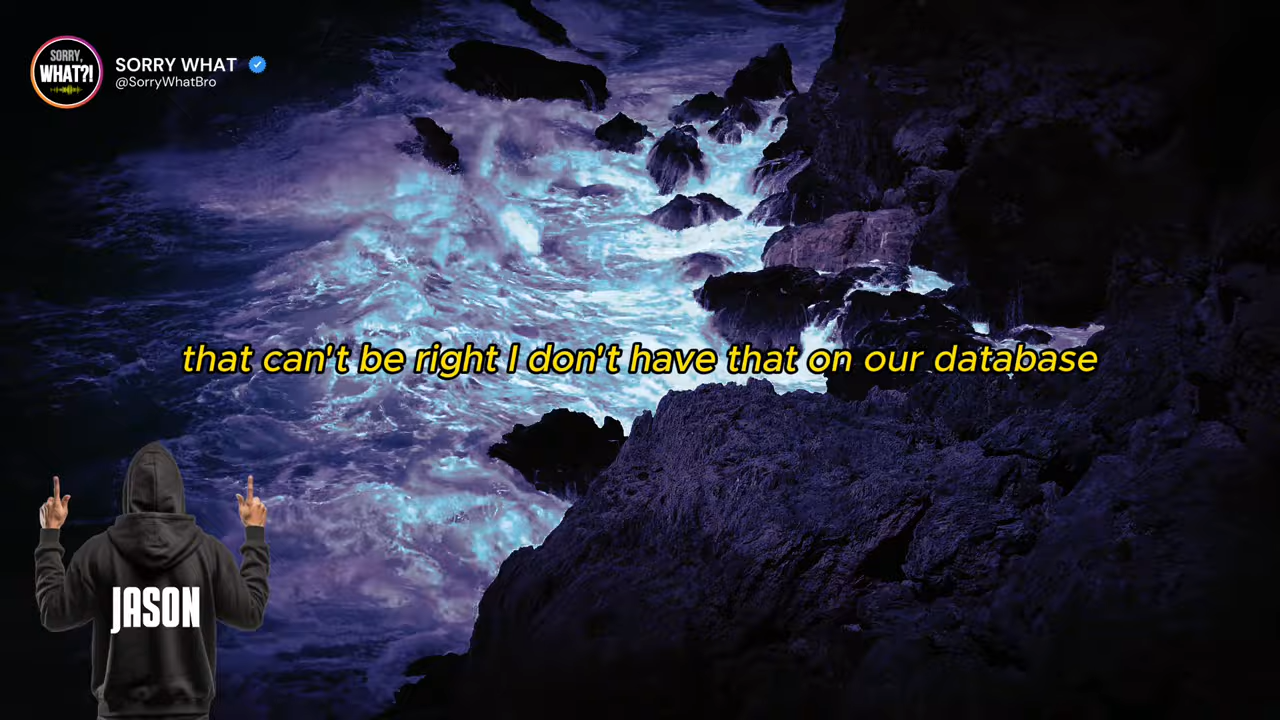 SORRY,
WHAT?!
SORRY WHAT
@SorryWhatBro
that can't be right I don't have that on our database
JASON